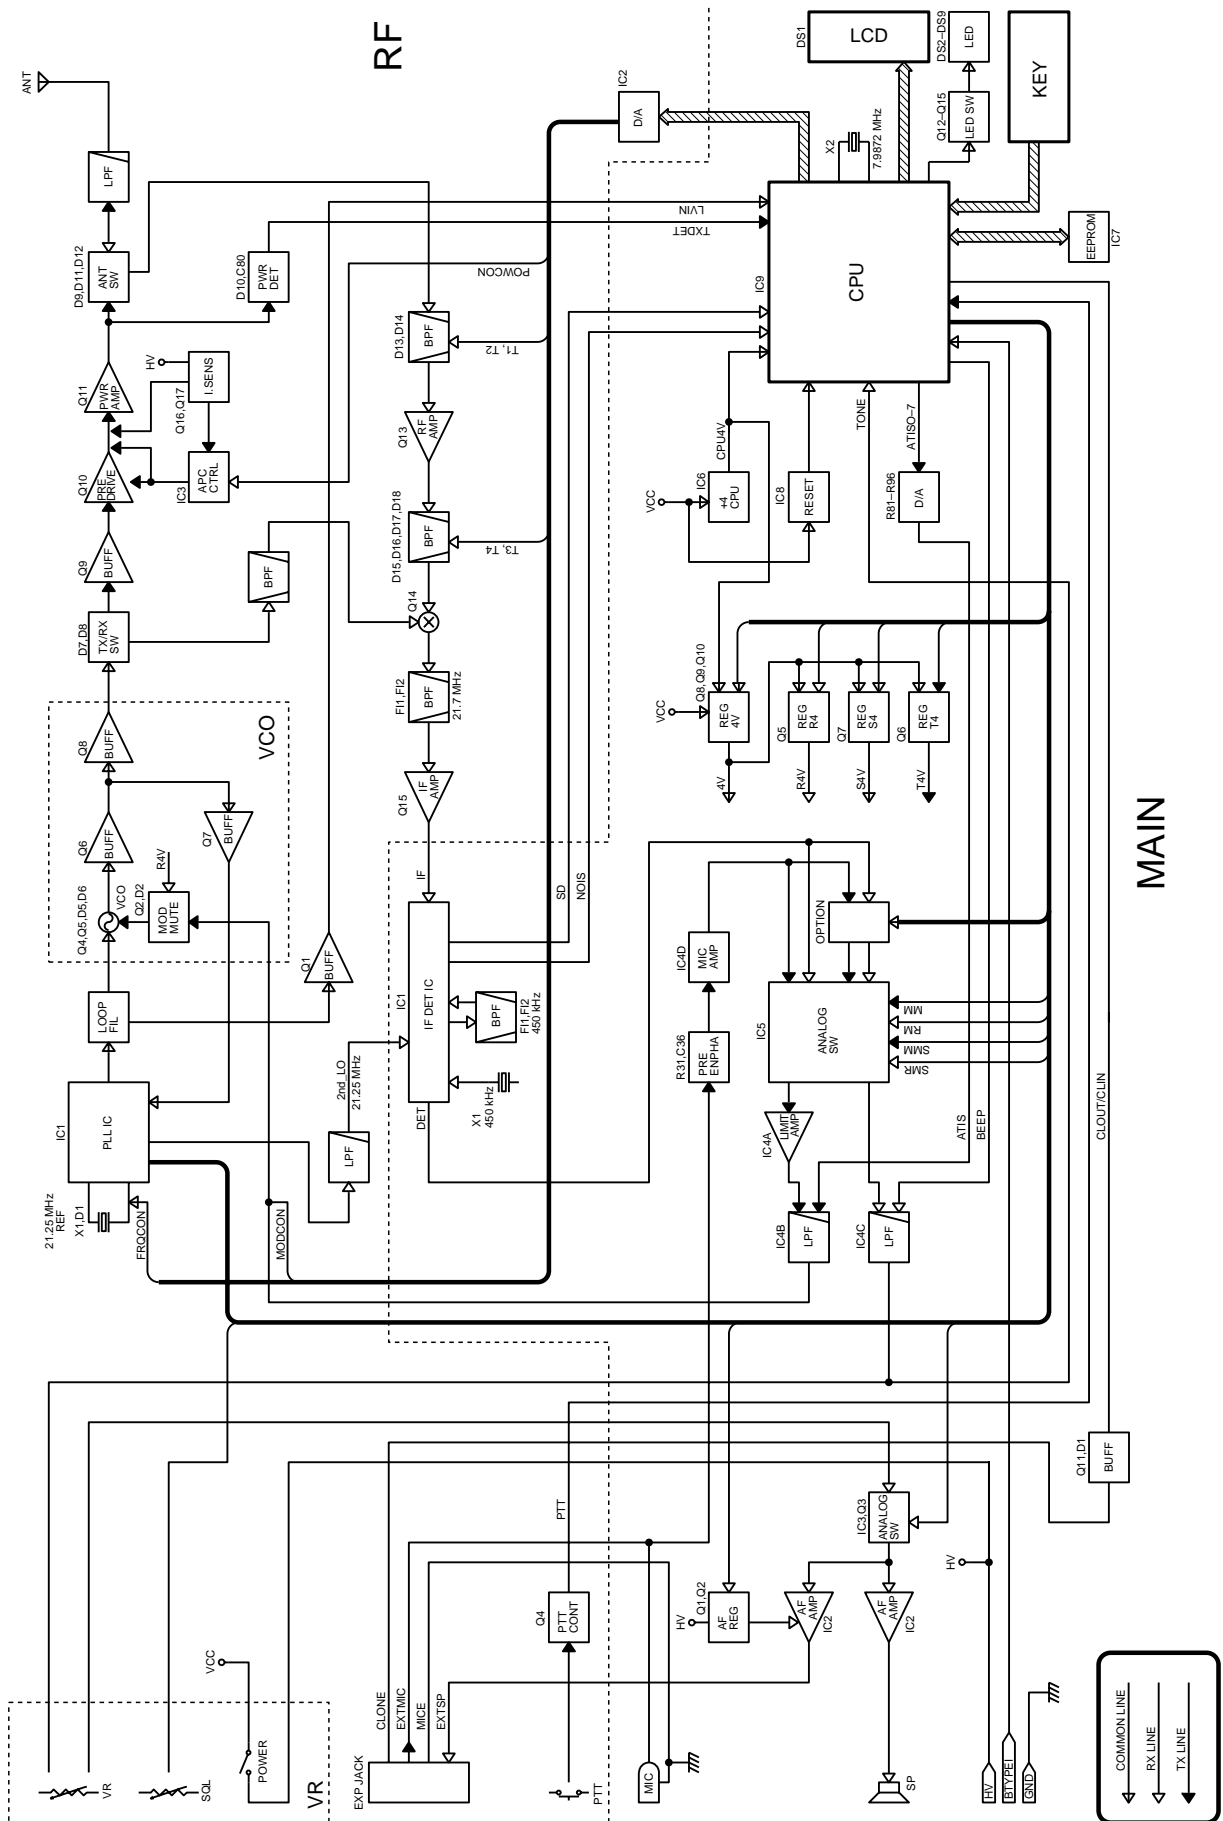 RF
MAIN
VCO
VR
ANT
LPF
D9,D11,D12
ANT
SW
D10,C80
PWR
DET
Q11
PWR
AMP
HV
I.SENS
Q16,Q17
Q10
PRE
DRIVE
IC3
APC
CTRL
Q9
BUFF
BPF
D7,D8
TX/RX
SW
Q8
BUFF
Q6
BUFF
Q7
BUFF
Q4,Q5,D5,D6
VCO
Q2,D2
MOD
MUTE
R4V
LOOP
FIL
Q1
BUFF
IC1
PLL IC
21.25 MHz
REF
X1,D1
FRQCON
MODCON
LPF
2nd_LO
21.25 MHz
LVIN
TXDET
POWCON
D13,D14
BPF
T1, T2
Q13
RF
AMP
D15,D16,D17,D18
BPF
T3, T4
Q14
FI1,FI2
BPF
21.7 MHz
Q15
IF
AMP
IF
IC1
IF DET IC
BPF
FI1,FI2
450 kHz
X1
450 kHz
DET
SD
NOIS
IC2
D/A
X2
7.9872 MHz
DS1
LCD
DS2–DS9
LED
Q12–Q15
LED SW
KEY
IC7
EEPROM
IC9
CPU
CPU4V
IC6
+4
CPU
VCC
IC8
RESET
TONE
ATISO–7
R81–R96
D/A
VCC
Q8,Q9,Q10
REG
4V
Q5
REG
R4
Q7
REG
S4
Q6
REG
T4
4V
R4V
S4V
T4V
OPTION
IC4D
MIC
AMP
R31,C36
PRE
ENPHA
IC5
ANALOG
SW
MM
RM
SMM
SMR
IC4A
LIMIT
AMP
ATIS
BEEP
IC4B
LPF
IC4C
LPF
CLOUT/CLIN
Q11,D1
BUFF
IC3,Q3
ANALOG
SW
HV
HV
Q1,Q2
AF
REG
AF
AMP
IC2
AF
AMP
IC2
SP
Q4
PTT
CONT
PTT
PTT
MIC
EXP JACK
CLONE
EXTMIC
MICE
EXTSP
VCC
POWER
SQL
VR
HV
BTYPEI
GND
COMMON LINE
RX LINE
TX LINE